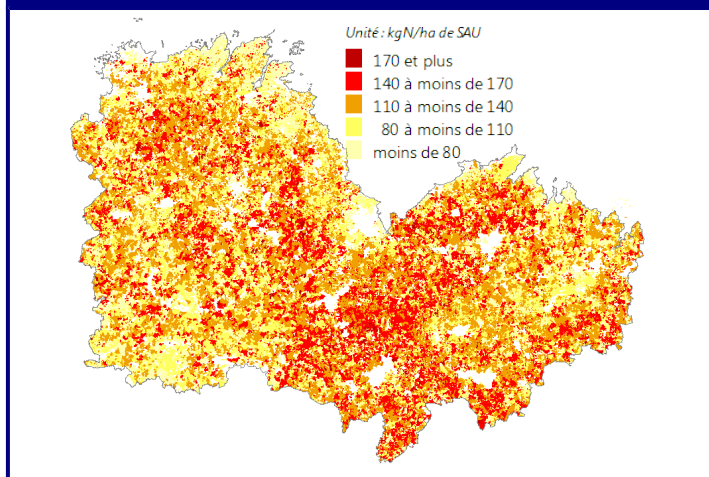 Unité : kgN/ha de SAU
170 et plus
140 à moins de 170
110 à moins de 140
80 à moins de 110
moins de 80